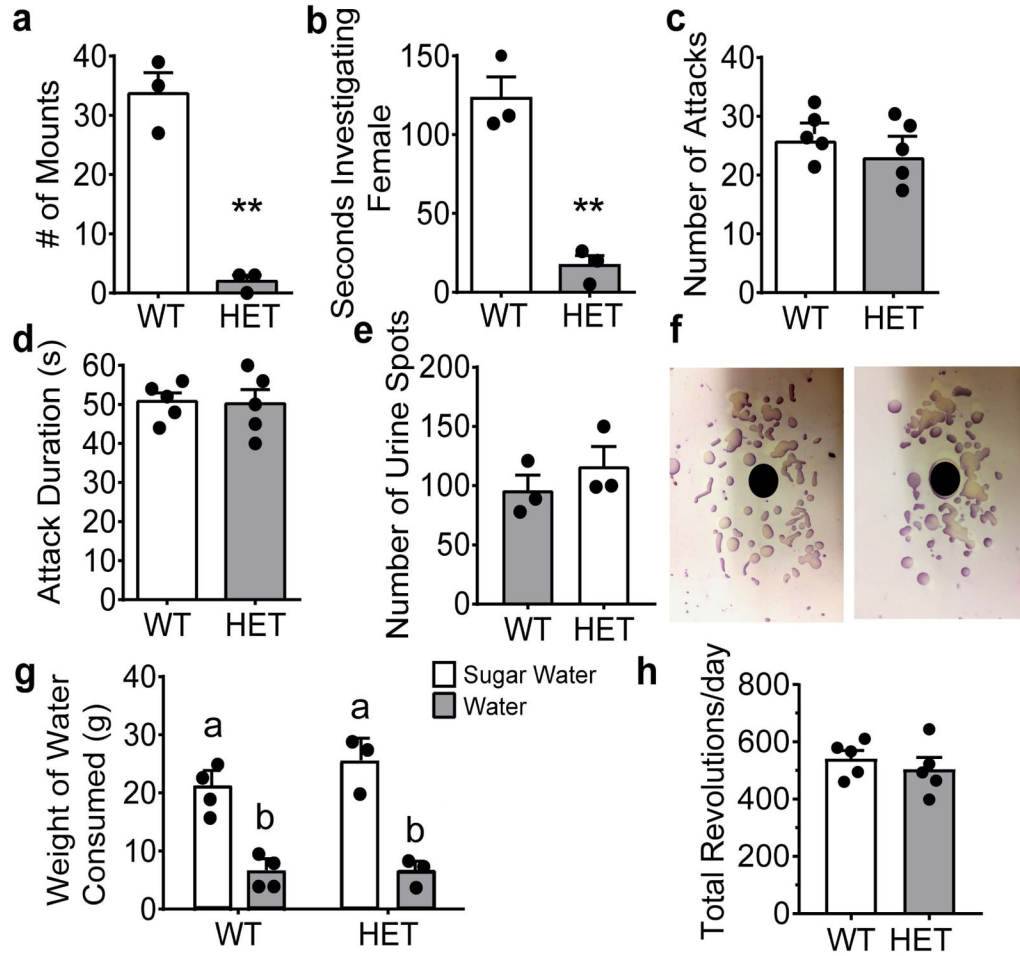 a
# of Mounts
40
30
20
10
0
**
WT
HET
b
Seconds Investigating
Female
150
100
50
0
**
WT
HET
c
Number of Attacks
40
30
20
10
0
WT
HET
d
Attack Duration (s)
60
50
40
30
20
10
0
WT
HET
e
Number of Urine Spots
200
150
100
50
0
WT
HET
f
g
Weight of Water
Consumed (g)
40
30
20
10
0
a
b
a
b
WT
HET
Sugar Water
Water
h
Total Revolutions/day
800
600
400
200
0
WT
HET